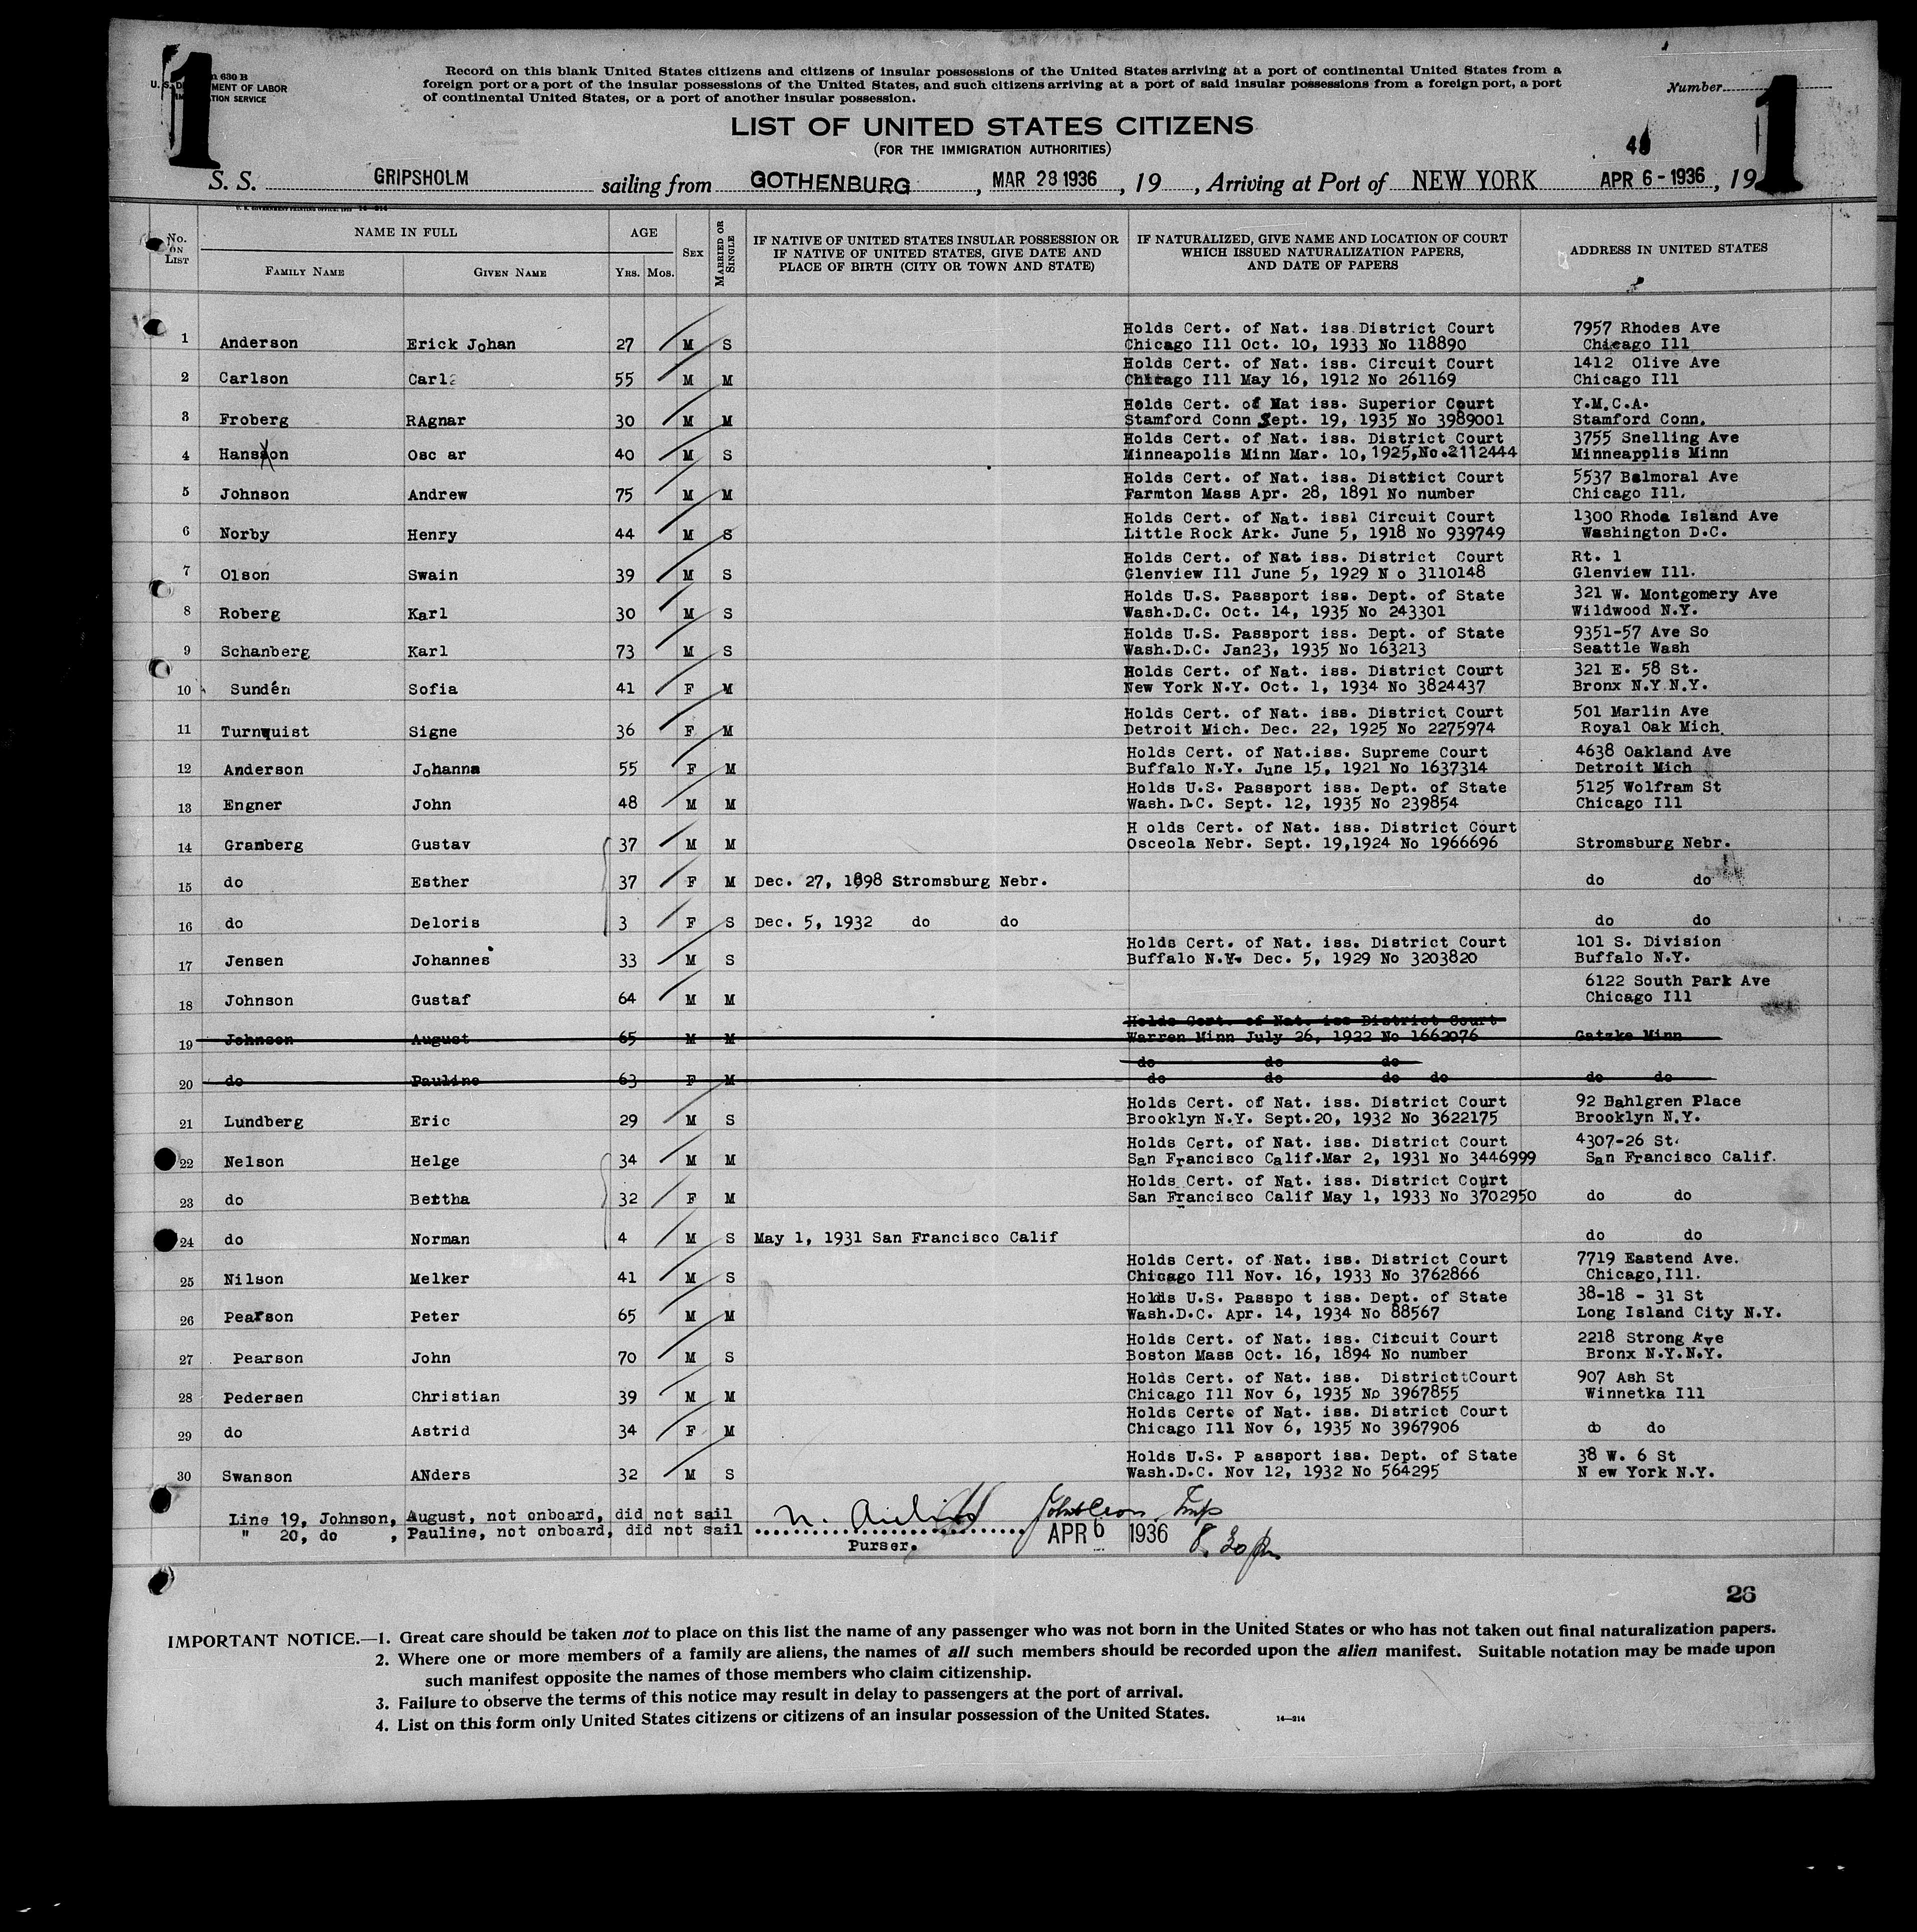 1
630 B
U. S. DEPARTMENT OF LABOR
IMMIGRATION SERVICE
Record on this blank United States citizens and citizens of insular possessions of the United States arriving at a port of continental United States from a
foreign port or a port of the insular possessions of the United States, and such citizens arriving at a port of said insular possessions from a foreign port, a port
of continental United States, or a port of another insular possession.
Number
1
LIST OF UNITED STATES CITIZENS
(FOR THE IMMIGRATION AUTHORITIES)
S. S. GRIPSHOLM sailing from GOTHENBURG, MAR 28 1936, 19 , Arriving at Port of NEW YORK APR 6 - 1936, 19
U. S. GOVERNMENT PRINTING OFFICE 14—214
No. on List
NAME IN FULL
Family Name Given Name
AGE
Yrs. Mos.
Sex
Married or Single
IF NATIVE OF UNITED STATES INSULAR POSSESSION OR
IF NATIVE OF UNITED STATES, GIVE DATE AND
PLACE OF BIRTH (CITY OR TOWN AND STATE)
IF NATURALIZED, GIVE NAME AND LOCATION OF COURT
WHICH ISSUED NATURALIZATION PAPERS,
AND DATE OF PAPERS
ADDRESS IN UNITED STATES
Holds Cert. of Nat. iss. District Court 7957 Rhodes Ave
1 Anderson Erick Johan 27 M S Chicago Ill Oct. 10, 1933 No 118890 Chicago Ill
Holds Cert. of Nat. iss. Circuit Court 1412 Olive Ave
2 Carlson Carl 55 M M Chicago Ill May 16, 1912 No 261169 Chicago Ill
Holds Cert. of Nat iss. Superior Court Y.M.C.A.
3 Froberg RAgnar 30 M M Stamford Conn Sept. 19, 1935 No 3989001 Stamford Conn.
Holds Cert. of Nat. iss. District Court 3755 Snelling Ave
4 Hansson Osc ar 40 M S Minneapolis Minn Mar. 10, 1925, No.2112444 Minneapolis Minn
Holds Cert. of Nat. iss. District Court 5537 Balmoral Ave
5 Johnson Andrew 75 M M Farmton Mass Apr. 28, 1891 No number Chicago Ill.
Holds Cert. of Nat. issl Circuit Court 1300 Rhode Island Ave
6 Norby Henry 44 M S Little Rock Ark. June 5, 1918 No 939749 Washington D.C.
Holds Cert. of Nat iss. District Court Rt. 1
7 Olson Swain 39 M S Glenview Ill June 5, 1929 N o 3110148 Glenview Ill.
Holds U.S. Passport iss. Dept. of State 321 W. Montgomery Ave
8 Roberg Karl 30 M S Wash.D.C. Oct. 14, 1935 No 243301 Wildwood N.Y.
Holds U.S. Passport iss. Dept. of State 9351-57 Ave So
9 Schanberg Karl 73 M S Wash.D.C. Jan23, 1935 No 163213 Seattle Wash
Holds Cert. of Nat. iss. District Court 321 E. 58 St.
10 Sundén Sofia 41 F M New York N.Y. Oct. 1, 1934 No 3824437 Bronx N.Y.N.Y.
Holds Cert. of Nat. iss. District Court 501 Marlin Ave
11 Turnquist Signe 36 F M Detroit Mich. Dec. 22, 1925 No 2275974 Royal Oak Mich.
Holds Cert. of Nat.iss. Supreme Court 4638 Oakland Ave
12 Anderson Johanna 55 F M Buffalo N.Y. June 15, 1921 No 1637314 Detroit Mich
Holds U.S. Passport iss. Dept. of State 5125 Wolfram St
13 Engner John 48 M M Wash. D.C. Sept. 12, 1935 No 239854 Chicago Ill
H olds Cert. of Nat. iss. District Court
14 Granberg Gustav 37 M M Osceola Nebr. Sept. 19,1924 No 1966696 Stromsburg Nebr.
15 do Esther 37 F M Dec. 27, 1898 Stromsburg Nebr. do do
16 do Deloris 3 F S Dec. 5, 1932 do do do do
Holds Cert. of Nat. iss. District Court 101 S. Division
17 Jensen Johannes 33 M S Buffalo N.Y. Dec. 5, 1929 No 3203820 Buffalo N.Y.
6122 South Park Ave
18 Johnson Gustaf 64 M M Chicago Ill
Holds Cert. of Nat. iss District Court
19 Johnson August 65 M M Warren Minn July 26, 1922 No 1662076 Gatzke Minn
do do do
20 do Pauline 63 F M do do do do do do
Holds Cert. of Nat. iss. District Court 92 Dahlgren Place
21 Lundberg Eric 29 M S Brooklyn N.Y. Sept.20, 1932 No 3622175 Brooklyn N.Y.
Holds Cert. of Nat. iss. District Court 4307-26 St.
22 Nelson Helge 34 M M San Francisco Calif.Mar 2, 1931 No 3446999 San Francisco Calif.
Holds Cert. of Nat. iss. District Court
23 do Bertha 32 F M San Francisco Calif May 1, 1933 No 3702950 do do
24 do Norman 4 M S May 1, 1931 San Francisco Calif do do
Holds Cert. of Nat. iss. District Court 7719 Eastend Ave.
25 Nilson Melker 41 M S Chicago Ill Nov. 16, 1933 No 3762866 Chicago,Ill.
Holds U.S. Passpo t iss. Dept. of State 38-18 - 31 St
26 Pearson Peter 65 M M Wash.D.C. Apr. 14, 1934 No 88567 Long Island City N.Y.
Holds Cert. of Nat. iss. Circuit Court 2218 Strong Ave
27 Pearson John 70 M S Boston Mass Oct. 16, 1894 No number Bronx N.Y.N.Y.
Holds Cert. of Nat. iss. DistricttCourt 907 Ash St
28 Pedersen Christian 39 M M Chicago Ill Nov 6, 1935 No 3967855 Winnetka Ill
Holds Cert. of Nat. iss. District Court
29 do Astrid 34 F M Chicago Ill Nov 6, 1935 No 3967906 do do
Holds U.S. P assport iss. Dept. of State 38 W. 6 St
30 Swanson ANders 32 M S Wash.D.C. Nov 12, 1932 No 564295 N ew York N.Y.
Line 19, Johnson, August, not onboard, did not sail
" 20, do , Pauline, not onboard, did not sail
Purser.
APR 6 1936
26
IMPORTANT NOTICE.—1. Great care should be taken not to place on this list the name of any passenger who was not born in the United States or who has not taken out final naturalization papers.
2. Where one or more members of a family are aliens, the names of all such members should be recorded upon the alien manifest. Suitable notation may be made upon
such manifest opposite the names of those members who claim citizenship.
3. Failure to observe the terms of this notice may result in delay to passengers at the port of arrival.
4. List on this form only United States citizens or citizens of an insular possession of the United States.
14—214